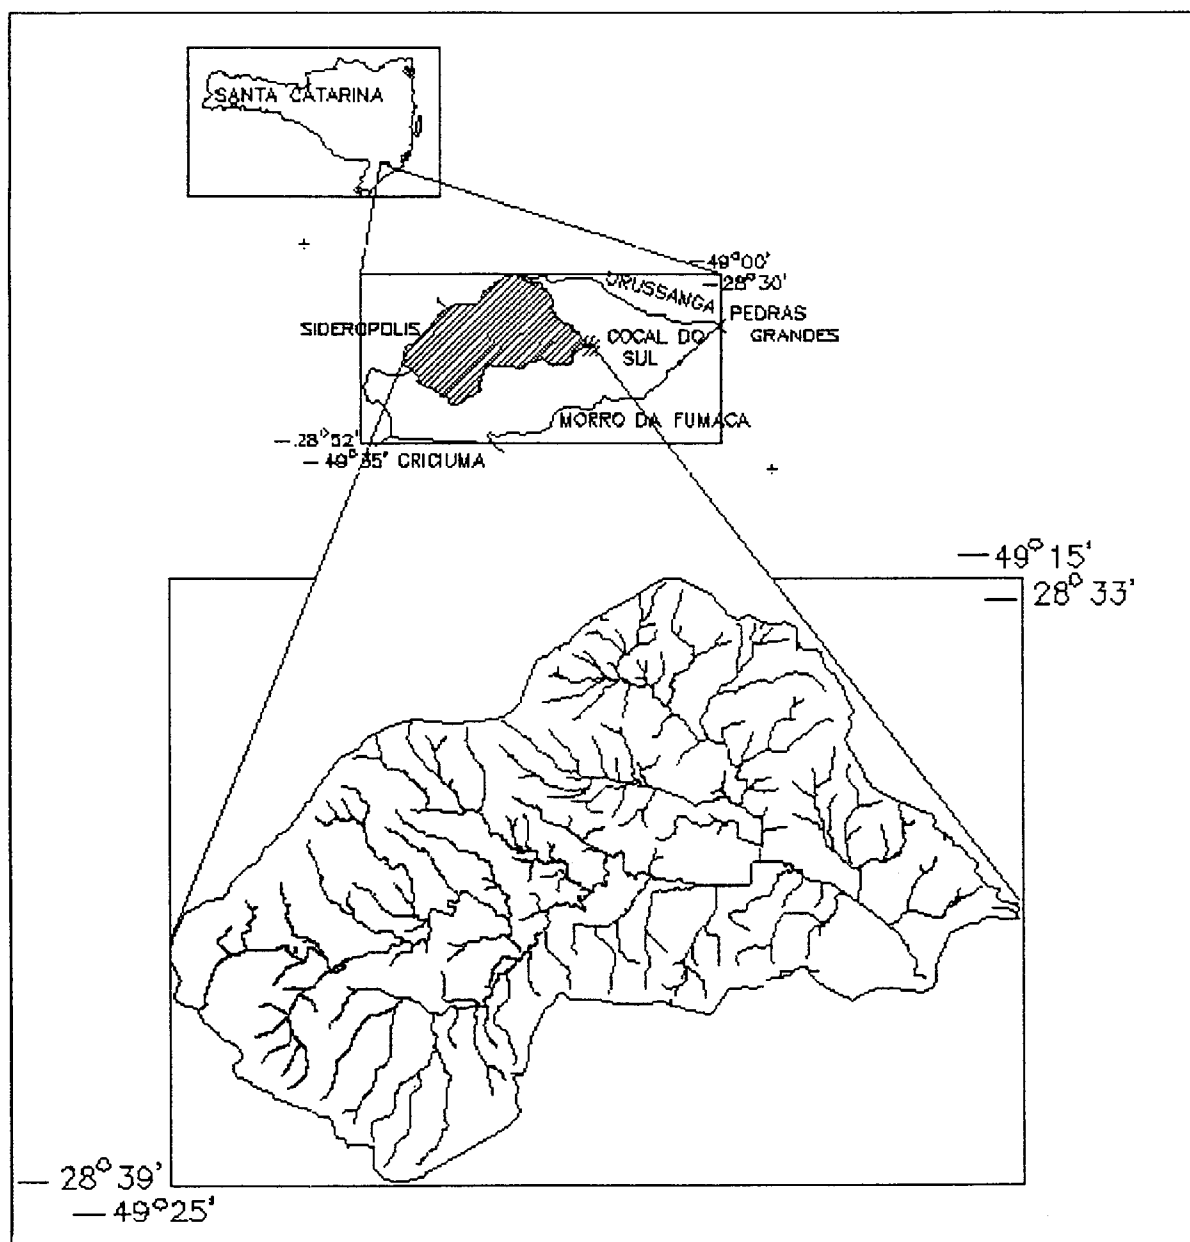 SANTA CATARINA
-49°00'
-28°30'
URUSSANGA
PEDRAS
GRANDES
SIDEROPOLIS
COCAL DO
SUL
MORRO DA FUMACA
-28°52'
-49°35' CRICIUMA
-49°15'
-28°33'
-28°39'
-49°25'